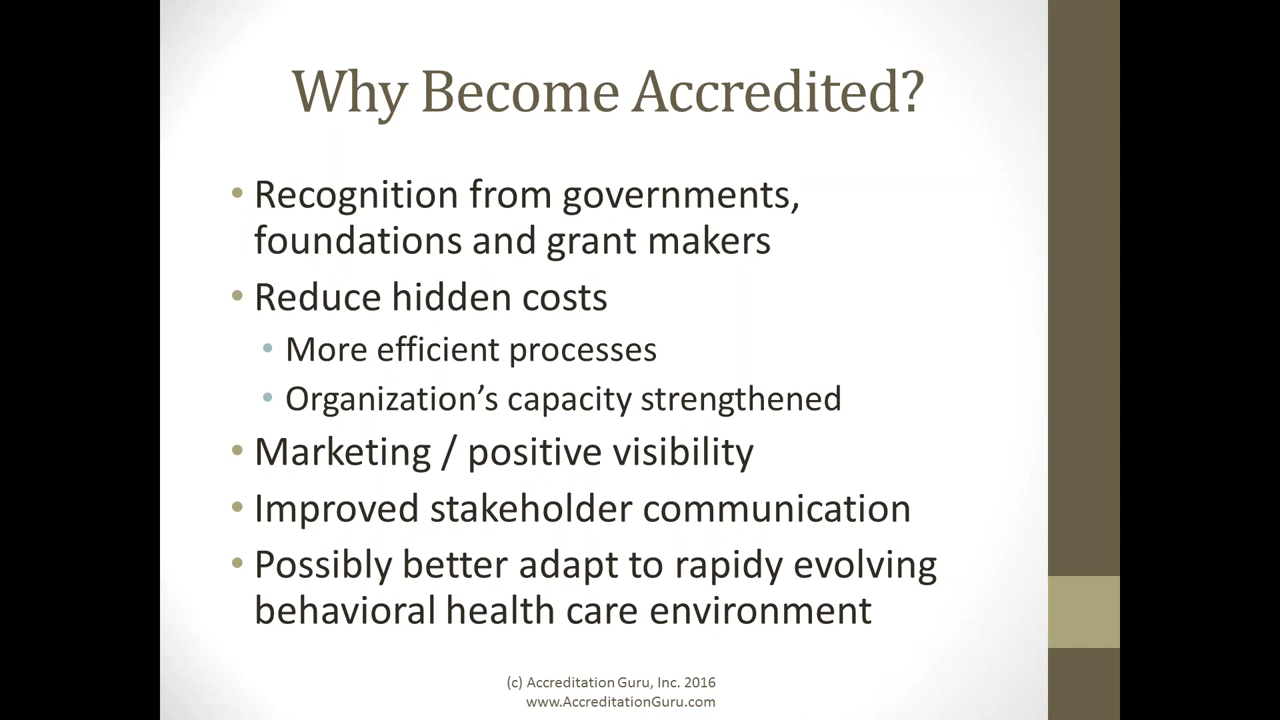 Why Become Accredited?
• Recognition from governments,
foundations and grant makers
• Reduce hidden costs
• More efficient processes
• Organization’s capacity strengthened
• Marketing / positive visibility
• Improved stakeholder communication
• Possibly better adapt to rapidy evolving
behavioral health care environment
(c) Accreditation Guru, Inc. 2016
www.AccreditationGuru.com